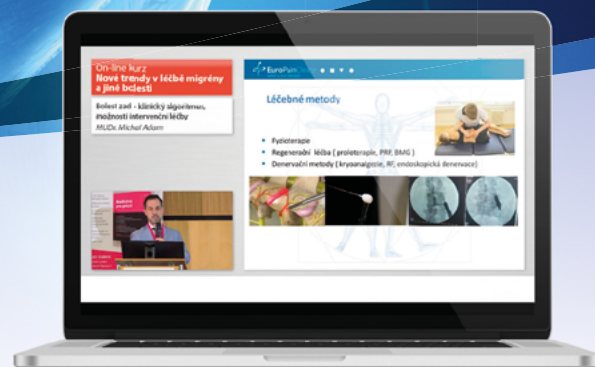 On-line kurz
Nové trendy v léčbě migrény
a jiné bolesti
Bolest zad - klinický algoritmus,
možnosti intervenční léčby
MUDr. Michal Adam
EuroPain
Léčebné metody
Fyzioterapie
Regenerační léčba ( proloterapie, PRP, BMG )
Denervační metody ( kryoanalgezie, RF, endoskopická denervace)